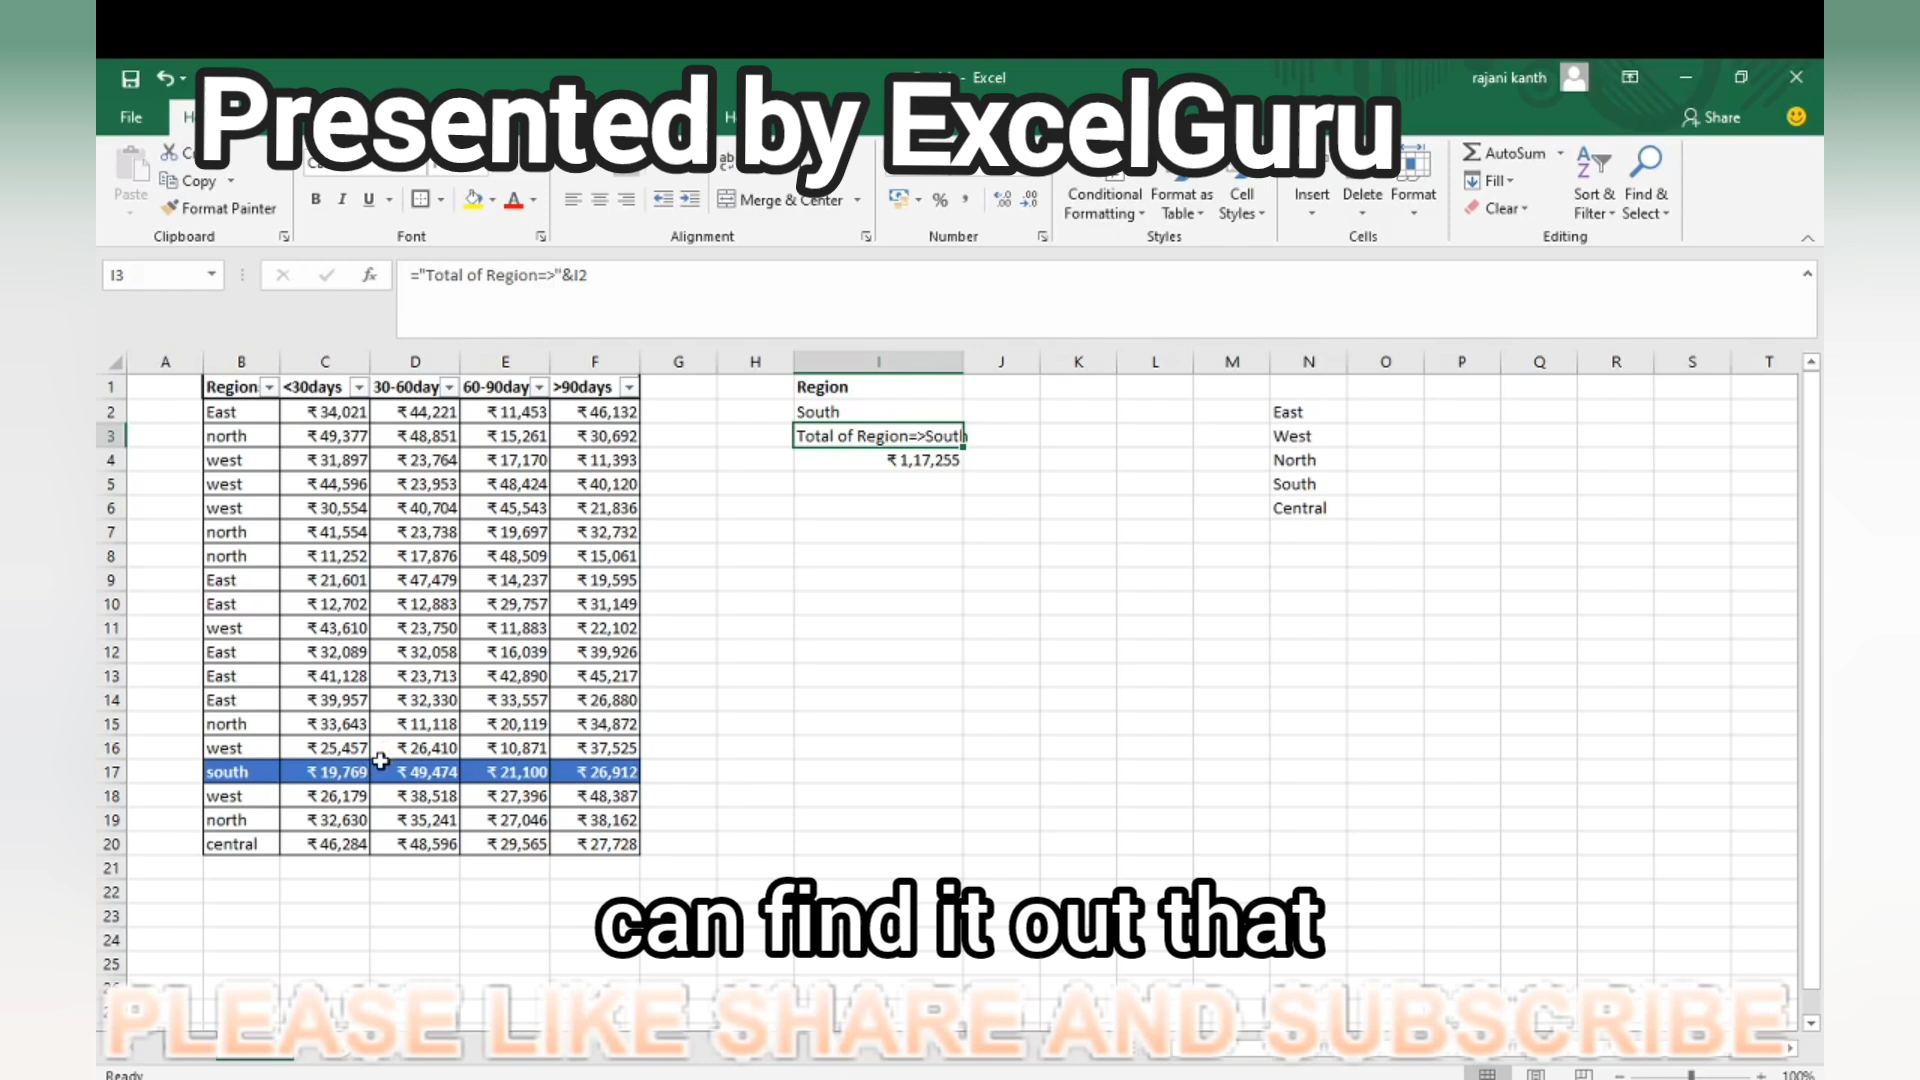 Presented by ExcelGuru
- Excel
rajani kanth
File
Share
Paste
Copy
Format Painter
Clipboard
B I U
Font
Merge & Center
Alignment
%
Number
Conditional Formatting
Format as Table
Cell Styles
Styles
Insert
Delete
Format
Cells
AutoSum
Fill
Clear
Sort & Filter
Find & Select
Editing
I3
fx
="Total of Region=>"&I2
A B C D E F G H I J K L M N O P Q R S T
1 Region <30days 30-60day 60-90day >90days Region
2 East ₹ 34,021 ₹ 44,221 ₹ 11,453 ₹ 46,132 South East
3 north ₹ 49,377 ₹ 48,851 ₹ 15,261 ₹ 30,692 Total of Region=>South West
4 west ₹ 31,897 ₹ 23,764 ₹ 17,170 ₹ 11,393 ₹ 1,17,255 North
5 west ₹ 44,596 ₹ 23,953 ₹ 48,424 ₹ 40,120 South
6 west ₹ 30,554 ₹ 40,704 ₹ 45,543 ₹ 21,836 Central
7 north ₹ 41,554 ₹ 23,738 ₹ 19,697 ₹ 32,732
8 north ₹ 11,252 ₹ 17,876 ₹ 48,509 ₹ 15,061
9 East ₹ 21,601 ₹ 47,479 ₹ 14,237 ₹ 19,595
10 East ₹ 12,702 ₹ 12,883 ₹ 29,757 ₹ 31,149
11 west ₹ 43,610 ₹ 23,750 ₹ 11,883 ₹ 22,102
12 East ₹ 32,089 ₹ 32,058 ₹ 16,039 ₹ 39,926
13 East ₹ 41,128 ₹ 23,713 ₹ 42,890 ₹ 45,217
14 East ₹ 39,957 ₹ 32,330 ₹ 33,557 ₹ 26,880
15 north ₹ 33,643 ₹ 11,118 ₹ 20,119 ₹ 34,872
16 west ₹ 25,457 ₹ 26,410 ₹ 10,871 ₹ 37,525
17 south ₹ 19,769 ₹ 49,474 ₹ 21,100 ₹ 26,912
18 west ₹ 26,179 ₹ 38,518 ₹ 27,396 ₹ 48,387
19 north ₹ 32,630 ₹ 35,241 ₹ 27,046 ₹ 38,162
20 central ₹ 46,284 ₹ 48,596 ₹ 29,565 ₹ 27,728
21
22
23
24
25
can find it out that
PLEASE LIKE SHARE AND SUBSCRIBE
Ready
100%